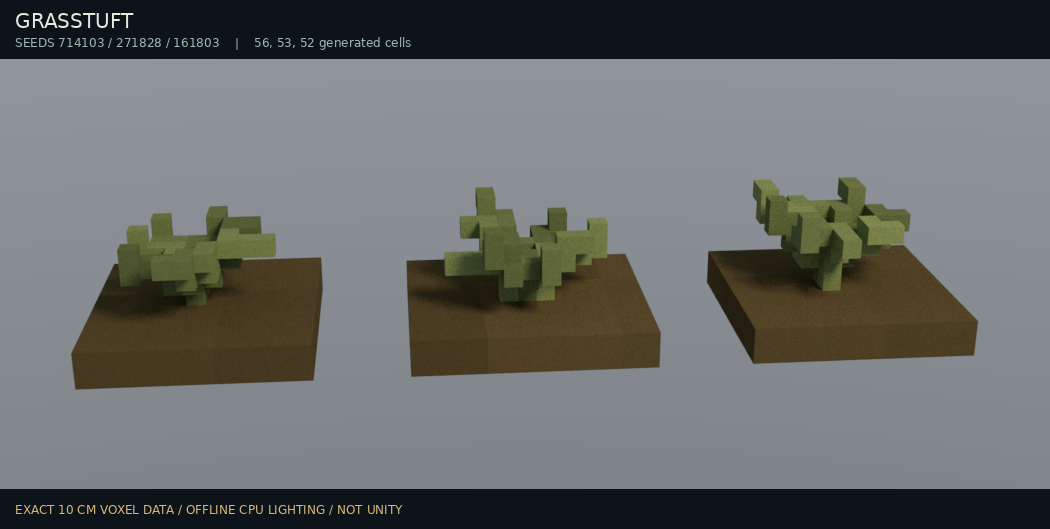 GRASSTUFT
SEEDS 714103 / 271828 / 161803 | 56, 53, 52 generated cells
EXACT 10 CM VOXEL DATA / OFFLINE CPU LIGHTING / NOT UNITY